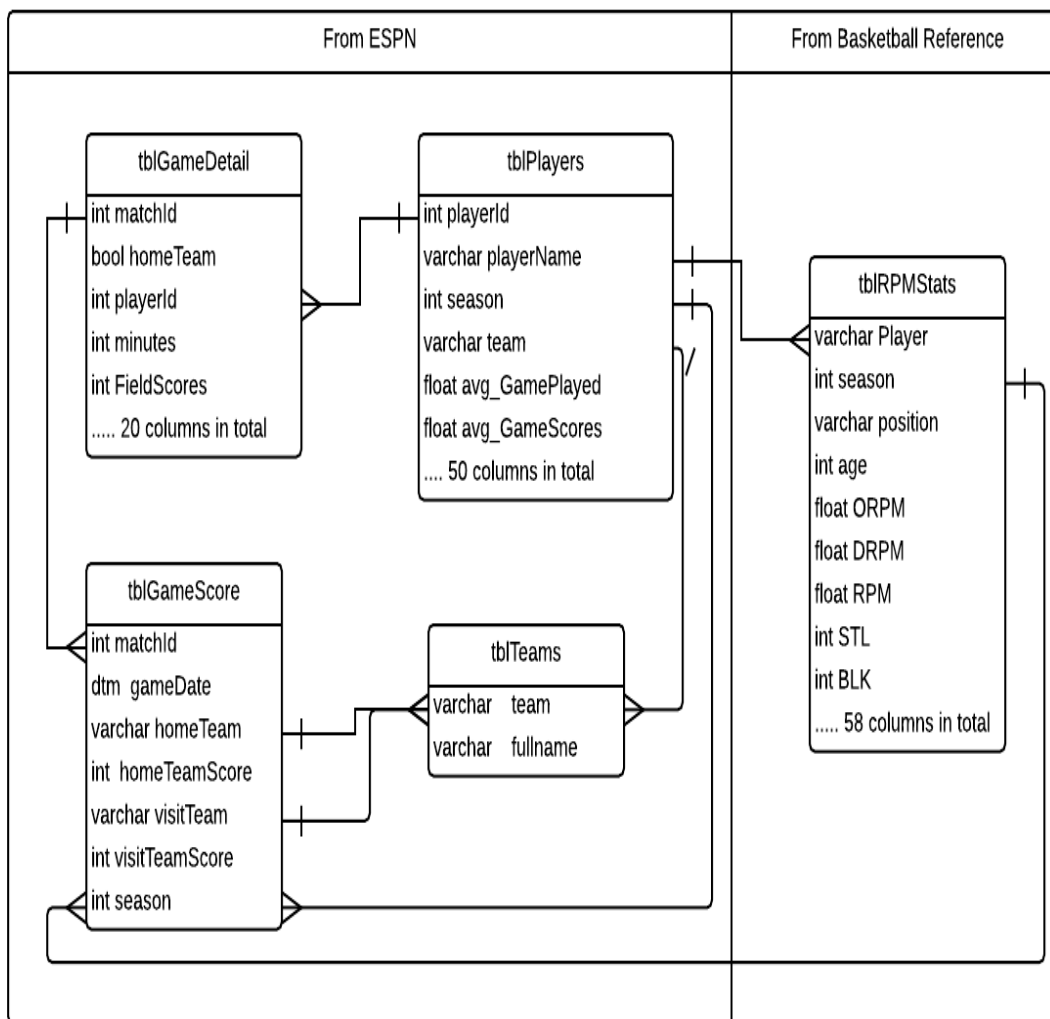 From ESPN
From Basketball Reference
tblGameDetail
int matchId
bool homeTeam
int playerId
int minutes
int FieldScores
..... 20 columns in total
tblPlayers
int playerId
varchar playerName
int season
varchar team
float avg_GamePlayed
float avg_GameScores
.... 50 columns in total
tblRPMStats
varchar Player
int season
varchar position
int age
float ORPM
float DRPM
float RPM
int STL
int BLK
..... 58 columns in total
tblGameScore
int matchId
dtm gameDate
varchar homeTeam
int homeTeamScore
varchar visitTeam
int visitTeamScore
int season
tblTeams
varchar team
varchar fullname